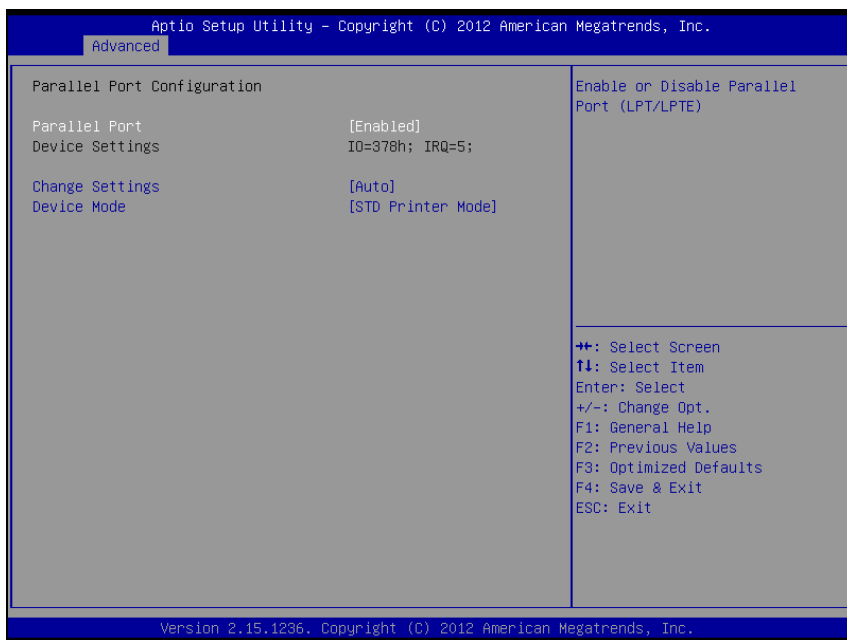 Aptio Setup Utility – Copyright (C) 2012 American Megatrends, Inc.
Advanced
Parallel Port Configuration
Parallel Port [Enabled]
Device Settings IO=378h; IRQ=5;
Change Settings [Auto]
Device Mode [STD Printer Mode]
Enable or Disable Parallel
Port (LPT/LPTE)
→←: Select Screen
↑↓: Select Item
Enter: Select
+/-: Change Opt.
F1: General Help
F2: Previous Values
F3: Optimized Defaults
F4: Save & Exit
ESC: Exit
Version 2.15.1236. Copyright (C) 2012 American Megatrends, Inc.